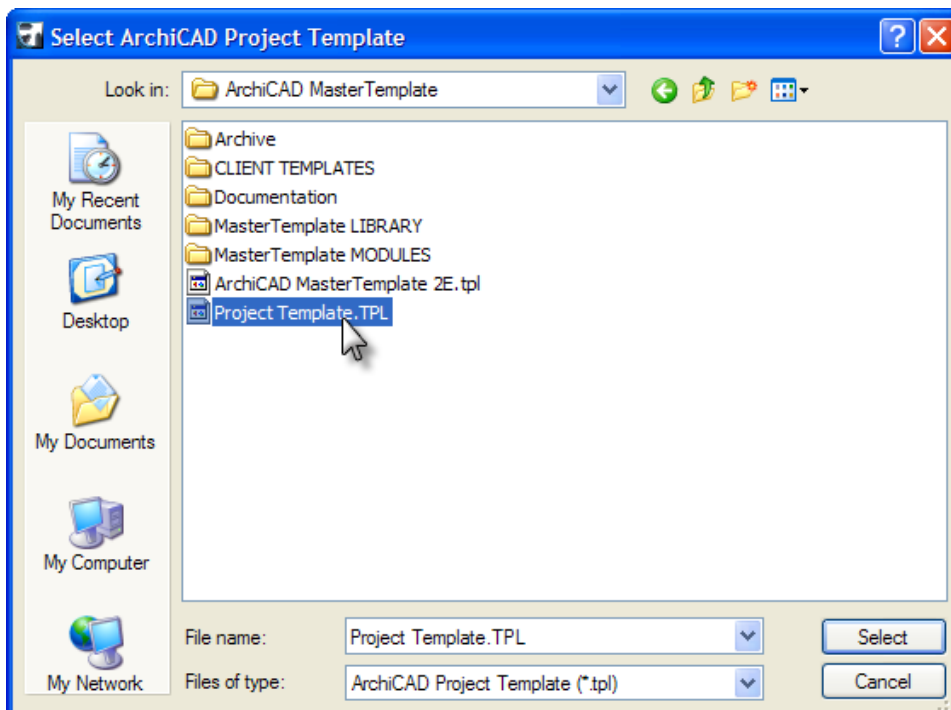 Select ArchiCAD Project Template
Look in:
ArchiCAD MasterTemplate
My Recent
Documents
Desktop
My Documents
My Computer
My Network
Archive
CLIENT TEMPLATES
Documentation
MasterTemplate LIBRARY
MasterTemplate MODULES
ArchiCAD MasterTemplate 2E.tpl
Project Template.TPL
File name:
Project Template.TPL
Select
Files of type:
ArchiCAD Project Template (*.tpl)
Cancel